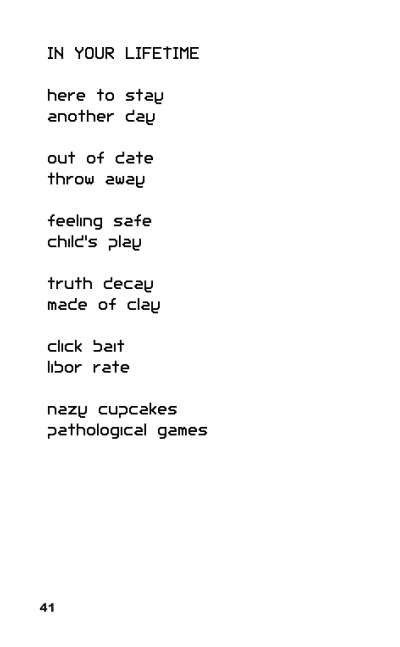 IN YOUR LIFETIME
here to stay
another day
out of date
throw away
feeling safe
child's play
truth decay
made of clay
click bait
libor rate
nazy cupcakes
pathological games
41